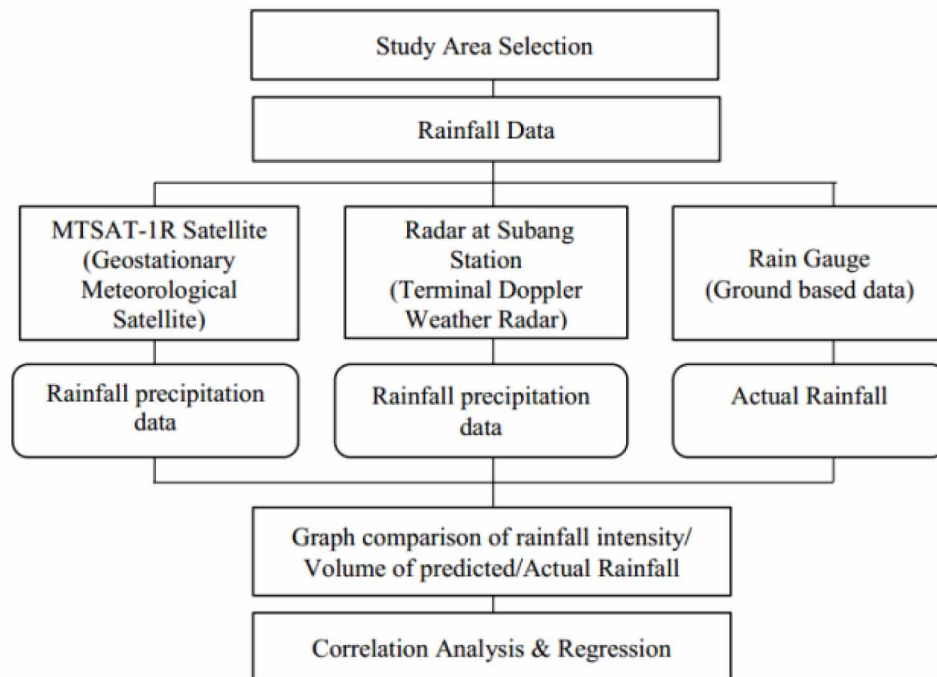 Study Area Selection
Rainfall Data
MTSAT-1R Satellite
(Geostationary
Meteorological
Satellite)
Radar at Subang
Station
(Terminal Doppler
Weather Radar)
Rain Gauge
(Ground based data)
Rainfall precipitation
data
Rainfall precipitation
data
Actual Rainfall
Graph comparison of rainfall intensity/
Volume of predicted/Actual Rainfall
Correlation Analysis & Regression